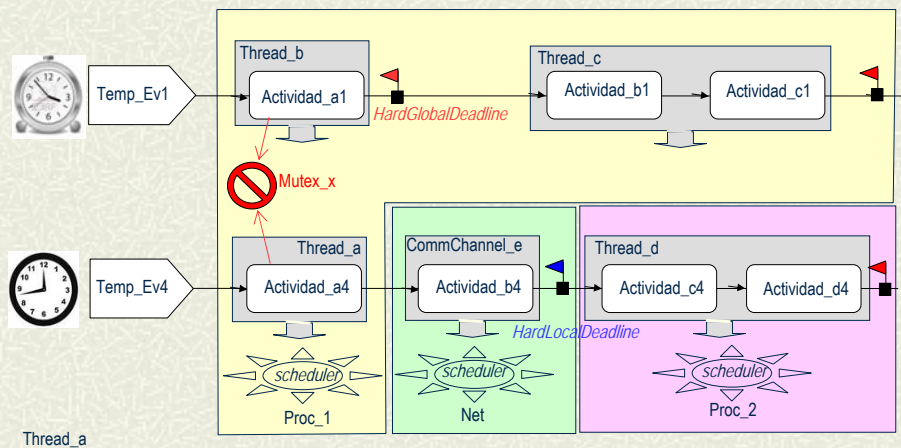 Thread_b
Thread_c
Temp_Ev1
Actividad_a1
Actividad_b1
Actividad_c1
HardGlobalDeadline
Mutex_x
Thread_a
CommChannel_e
Thread_d
Temp_Ev4
Actividad_a4
Actividad_b4
Actividad_c4
Actividad_d4
HardLocalDeadline
scheduler
scheduler
scheduler
Proc_1
Net
Proc_2
Thread_a